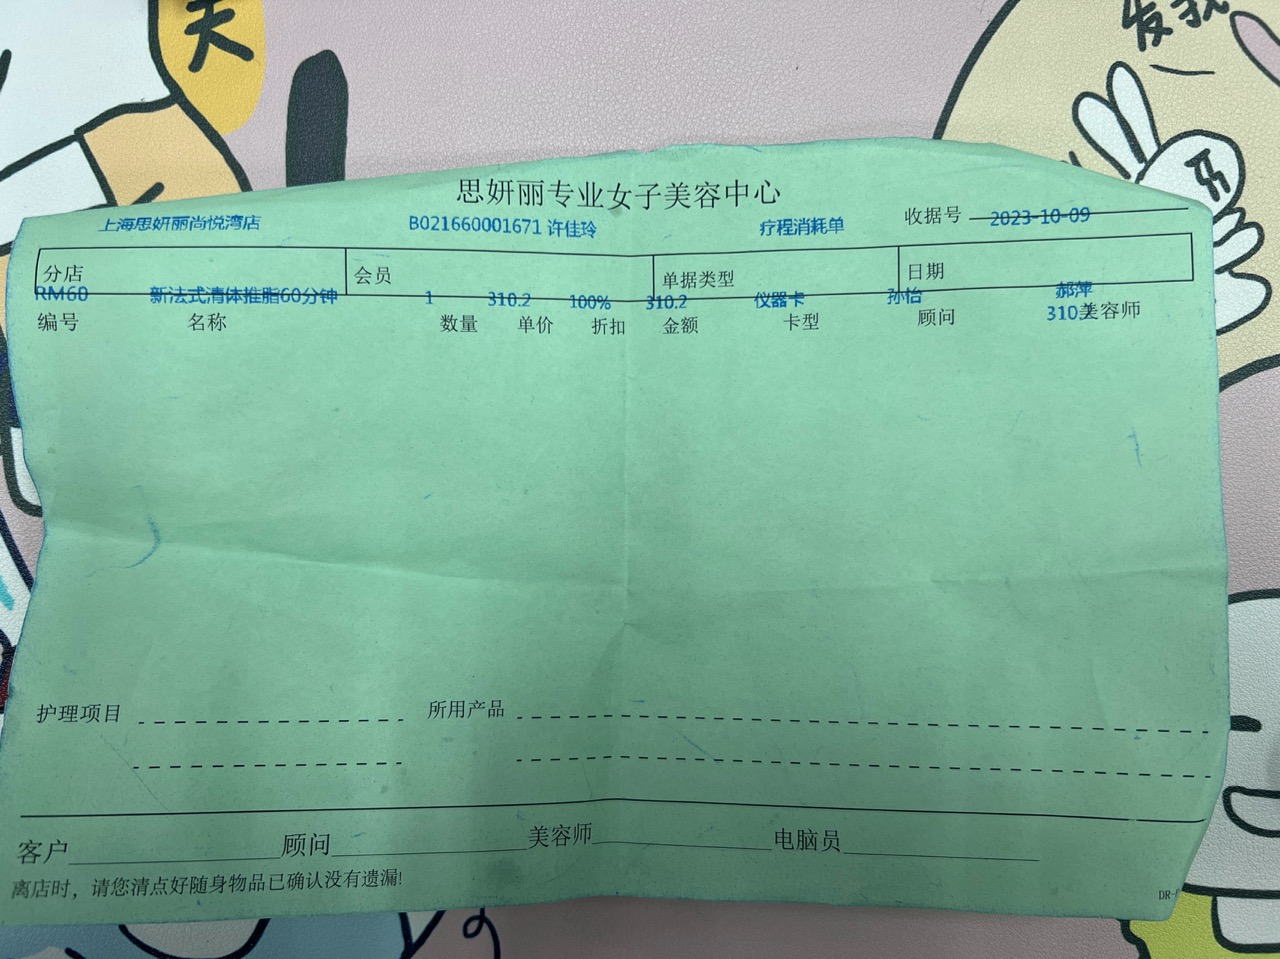 天
发我
乐
思妍丽专业女子美容中心
上海思妍丽尚悦湾店 B021660001671 许佳玲 疗程消耗单 收据号 2023-10-09
分店 会员 单据类型 日期
RM60 新法式清体推脂60分钟 1 310.2 100% 310.2 仪器卡 孙怡 郝萍
编号 名称 数量 单价 折扣 金额 卡型 顾问 310.2 美容师
护理项目 所用产品
客户 顾问 美容师 电脑员
离店时，请您清点好随身物品已确认没有遗漏!